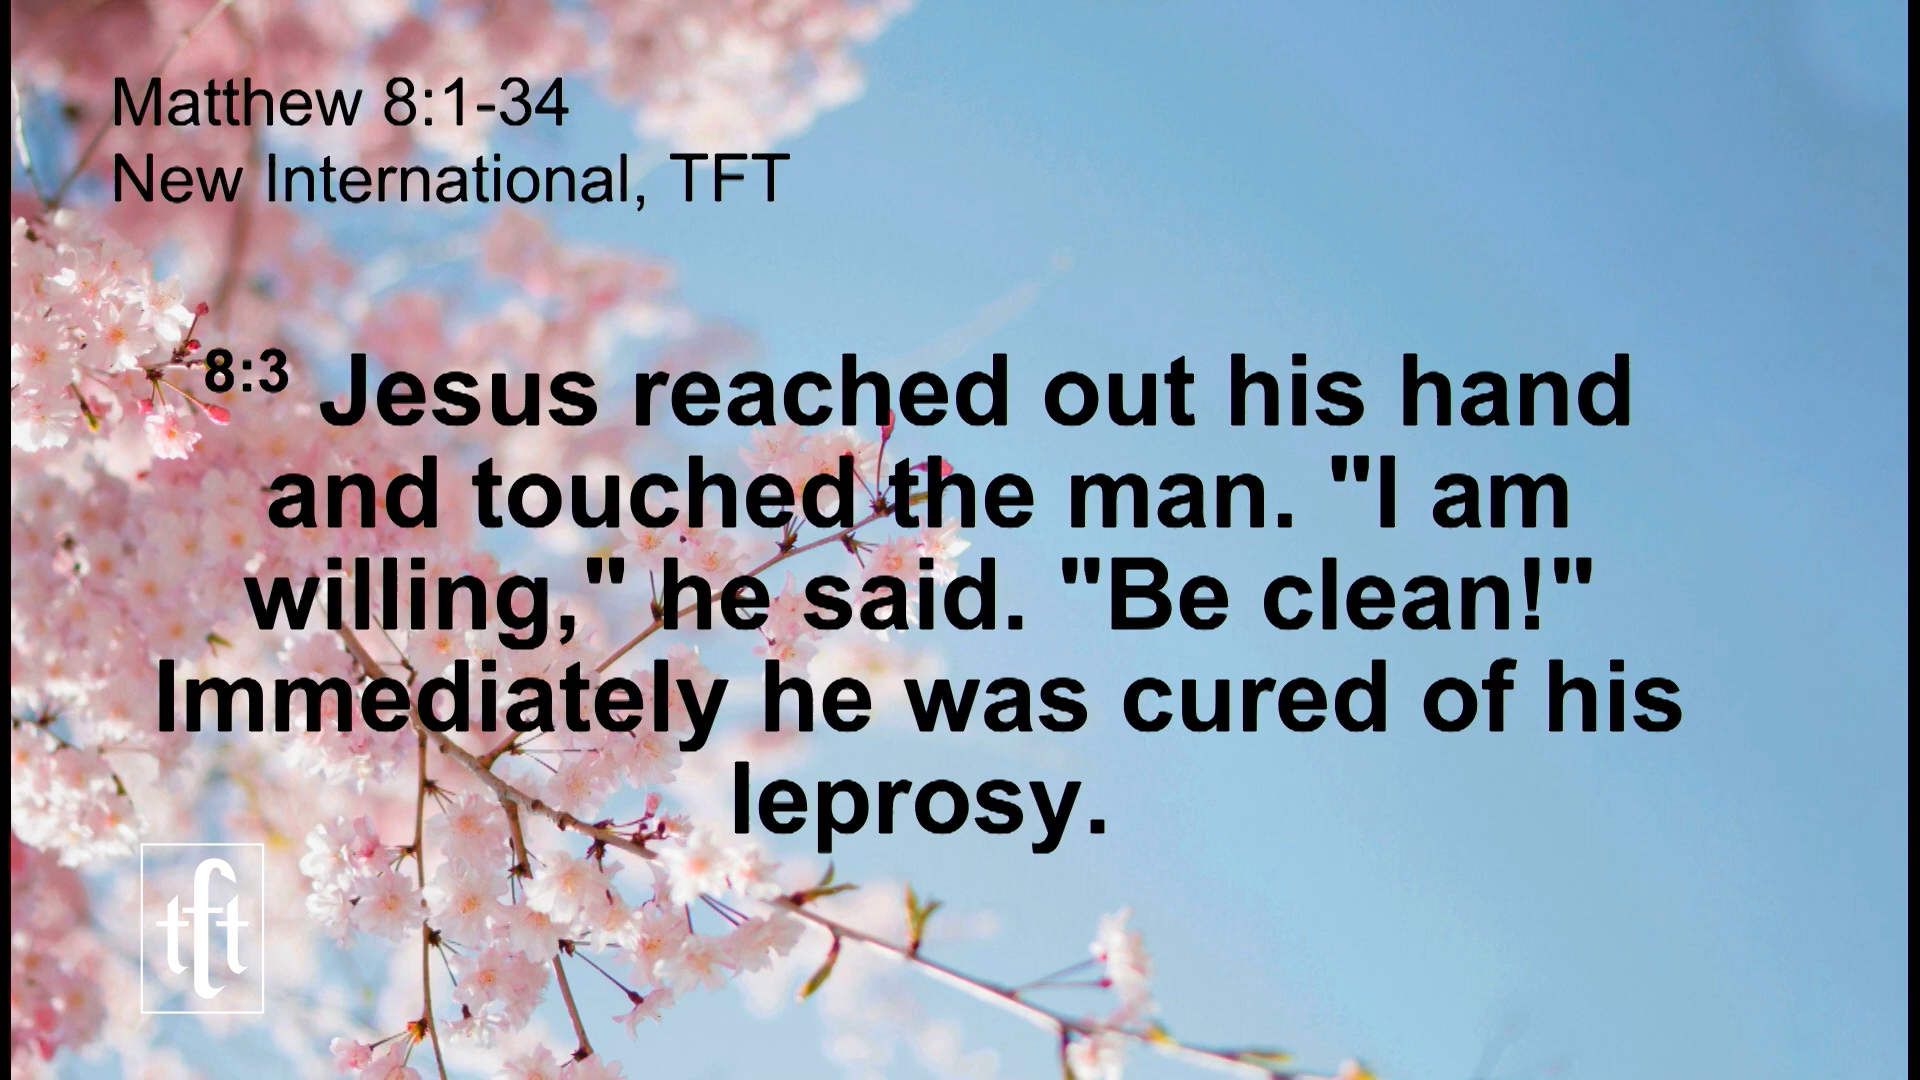 Matthew 8:1-34
New International, TFT
8:3 Jesus reached out his hand
and touched the man. "I am
willing," he said. "Be clean!"
Immediately he was cured of his
leprosy.
tft